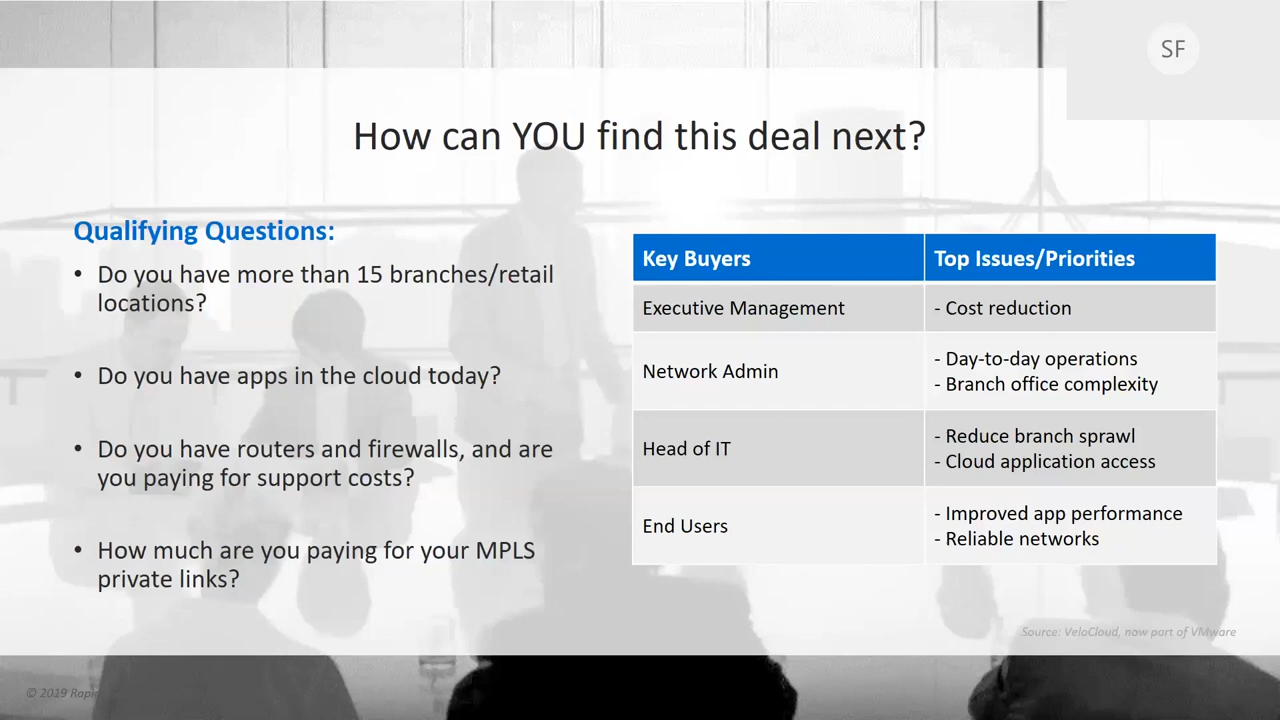 SF
How can YOU find this deal next?
Qualifying Questions:
• Do you have more than 15 branches/retail
locations?
• Do you have apps in the cloud today?
• Do you have routers and firewalls, and are
you paying for support costs?
• How much are you paying for your MPLS
private links?
Key Buyers Top Issues/Priorities
Executive Management - Cost reduction
Network Admin
- Day-to-day operations
- Branch office complexity
Head of IT
- Reduce branch sprawl
- Cloud application access
End Users
- Improved app performance
- Reliable networks
Source: VeloCloud, now part of VMware
© 2019